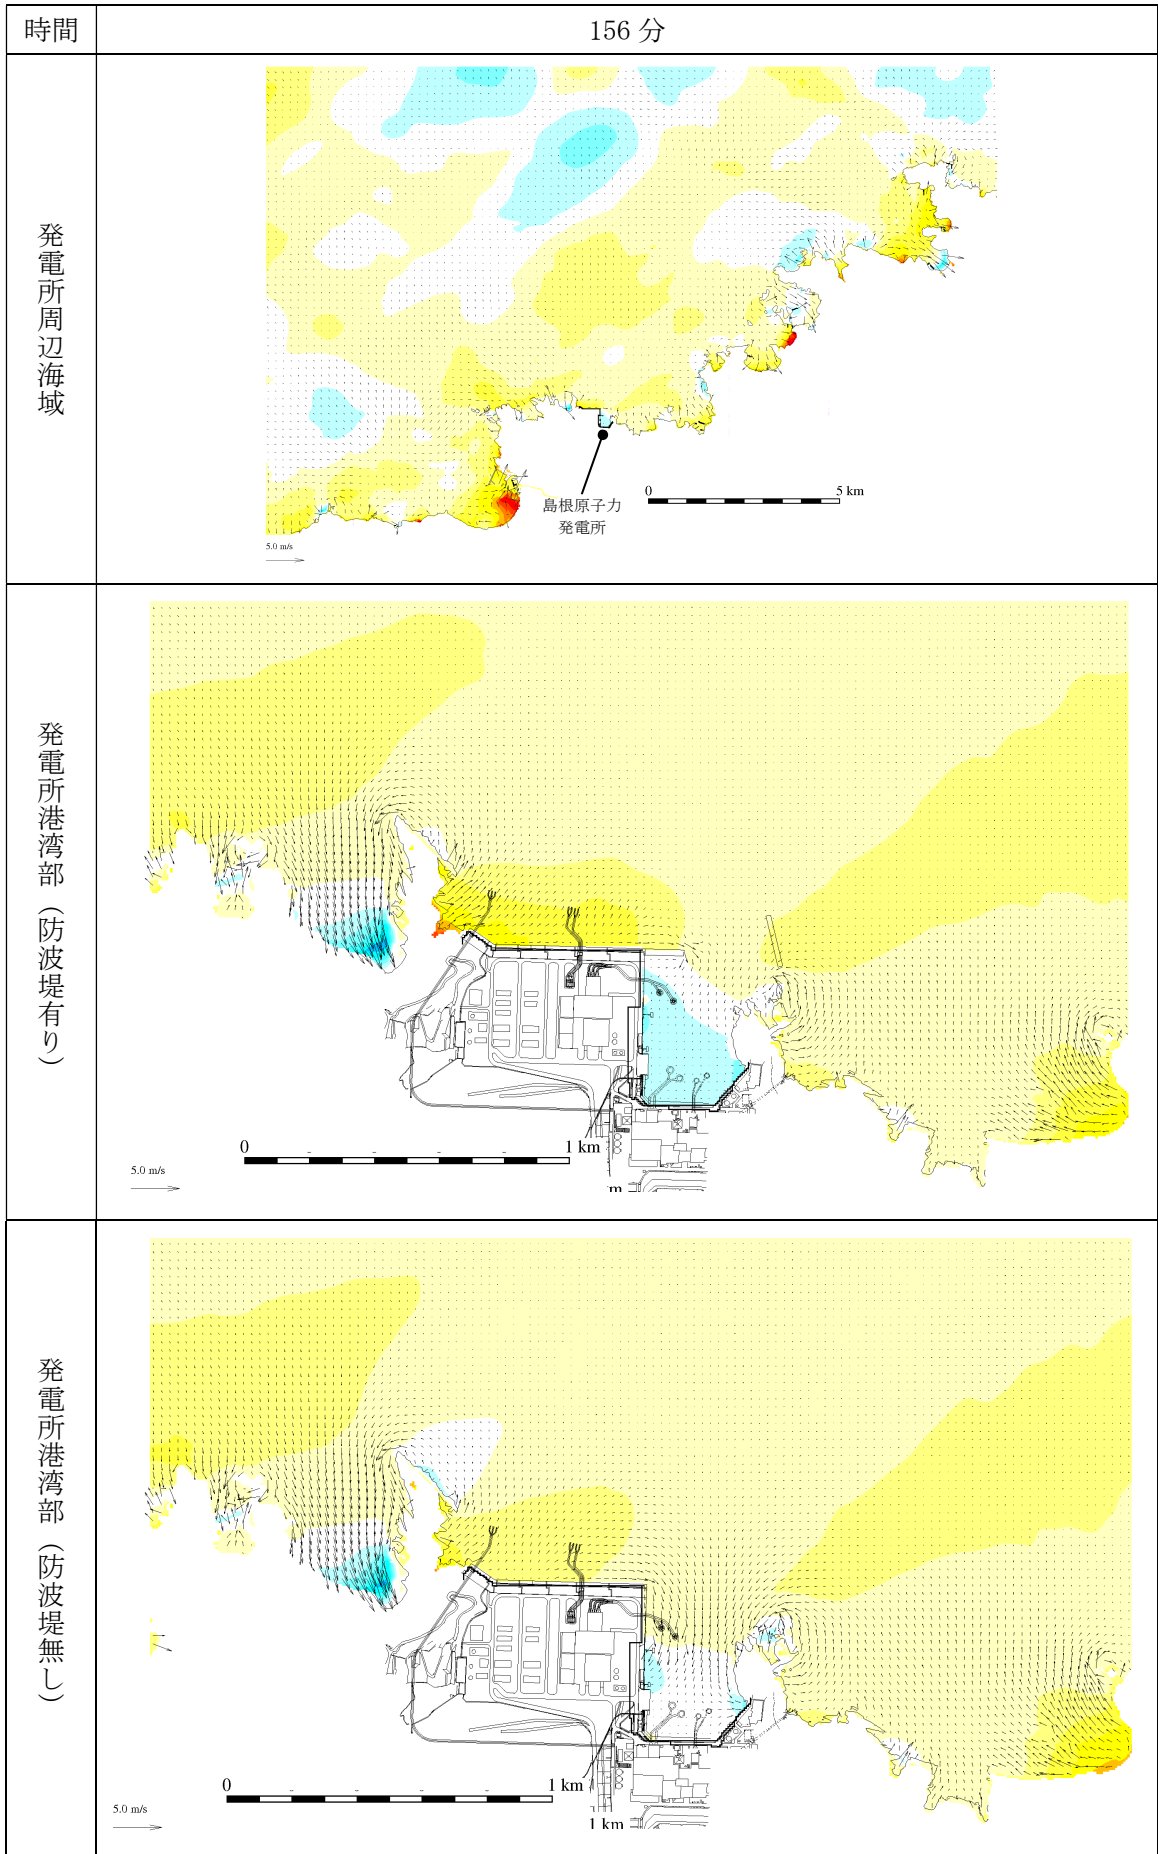 時間
156 分
発電所周辺海域
島根原子力
発電所
0
5 km
5.0 m/s
発電所港湾部（防波堤有り）
0
1 km
5.0 m/s
m
発電所港湾部（防波堤無し）
0
1 km
5.0 m/s
1 km